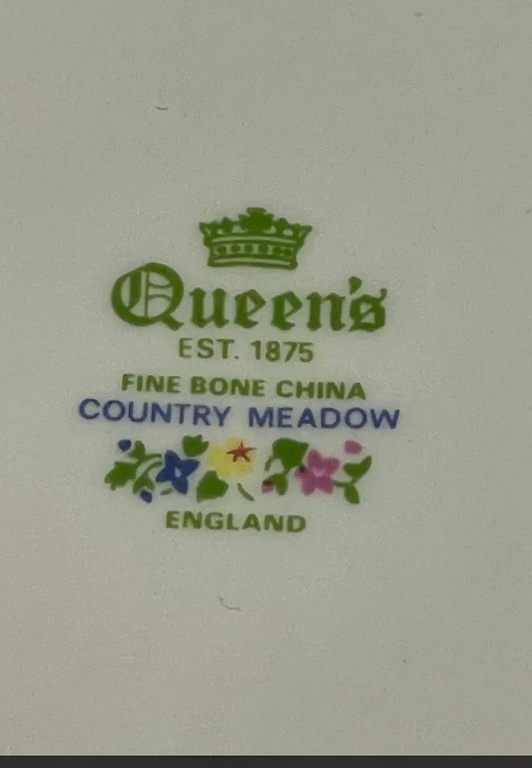 Queen's
EST. 1875
FINE BONE CHINA
COUNTRY MEADOW
ENGLAND